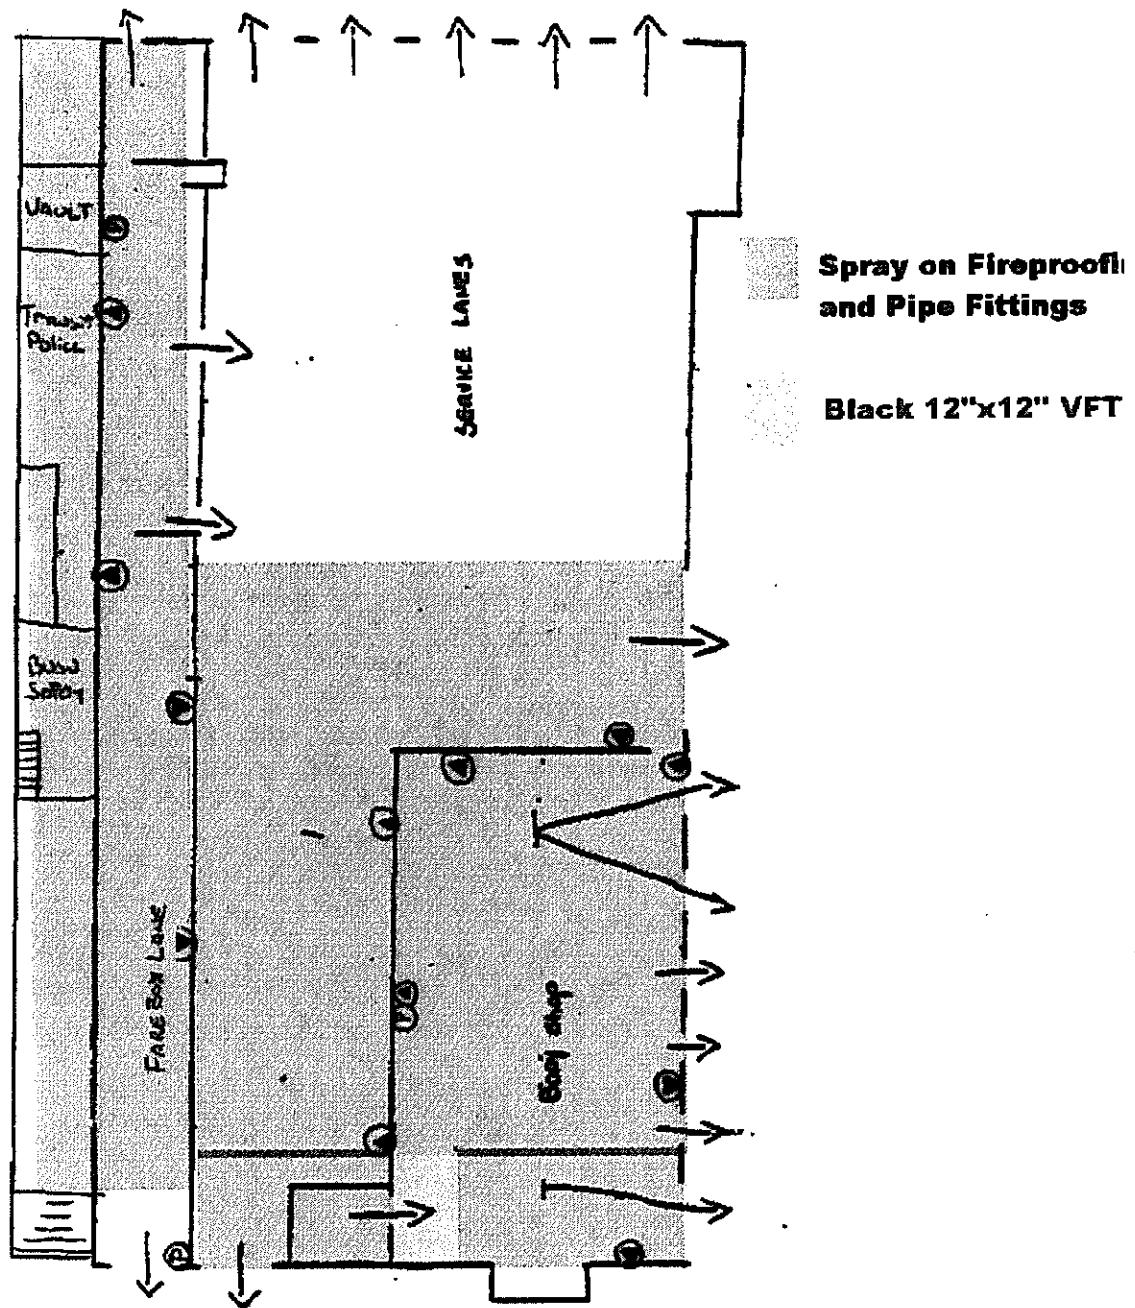 VAULT
Transit
Police
SERVICE LANES
Spray on Fireproofi
and Pipe Fittings
Black 12"x12" VFT
FAREBOX LANE
Body Shop
P